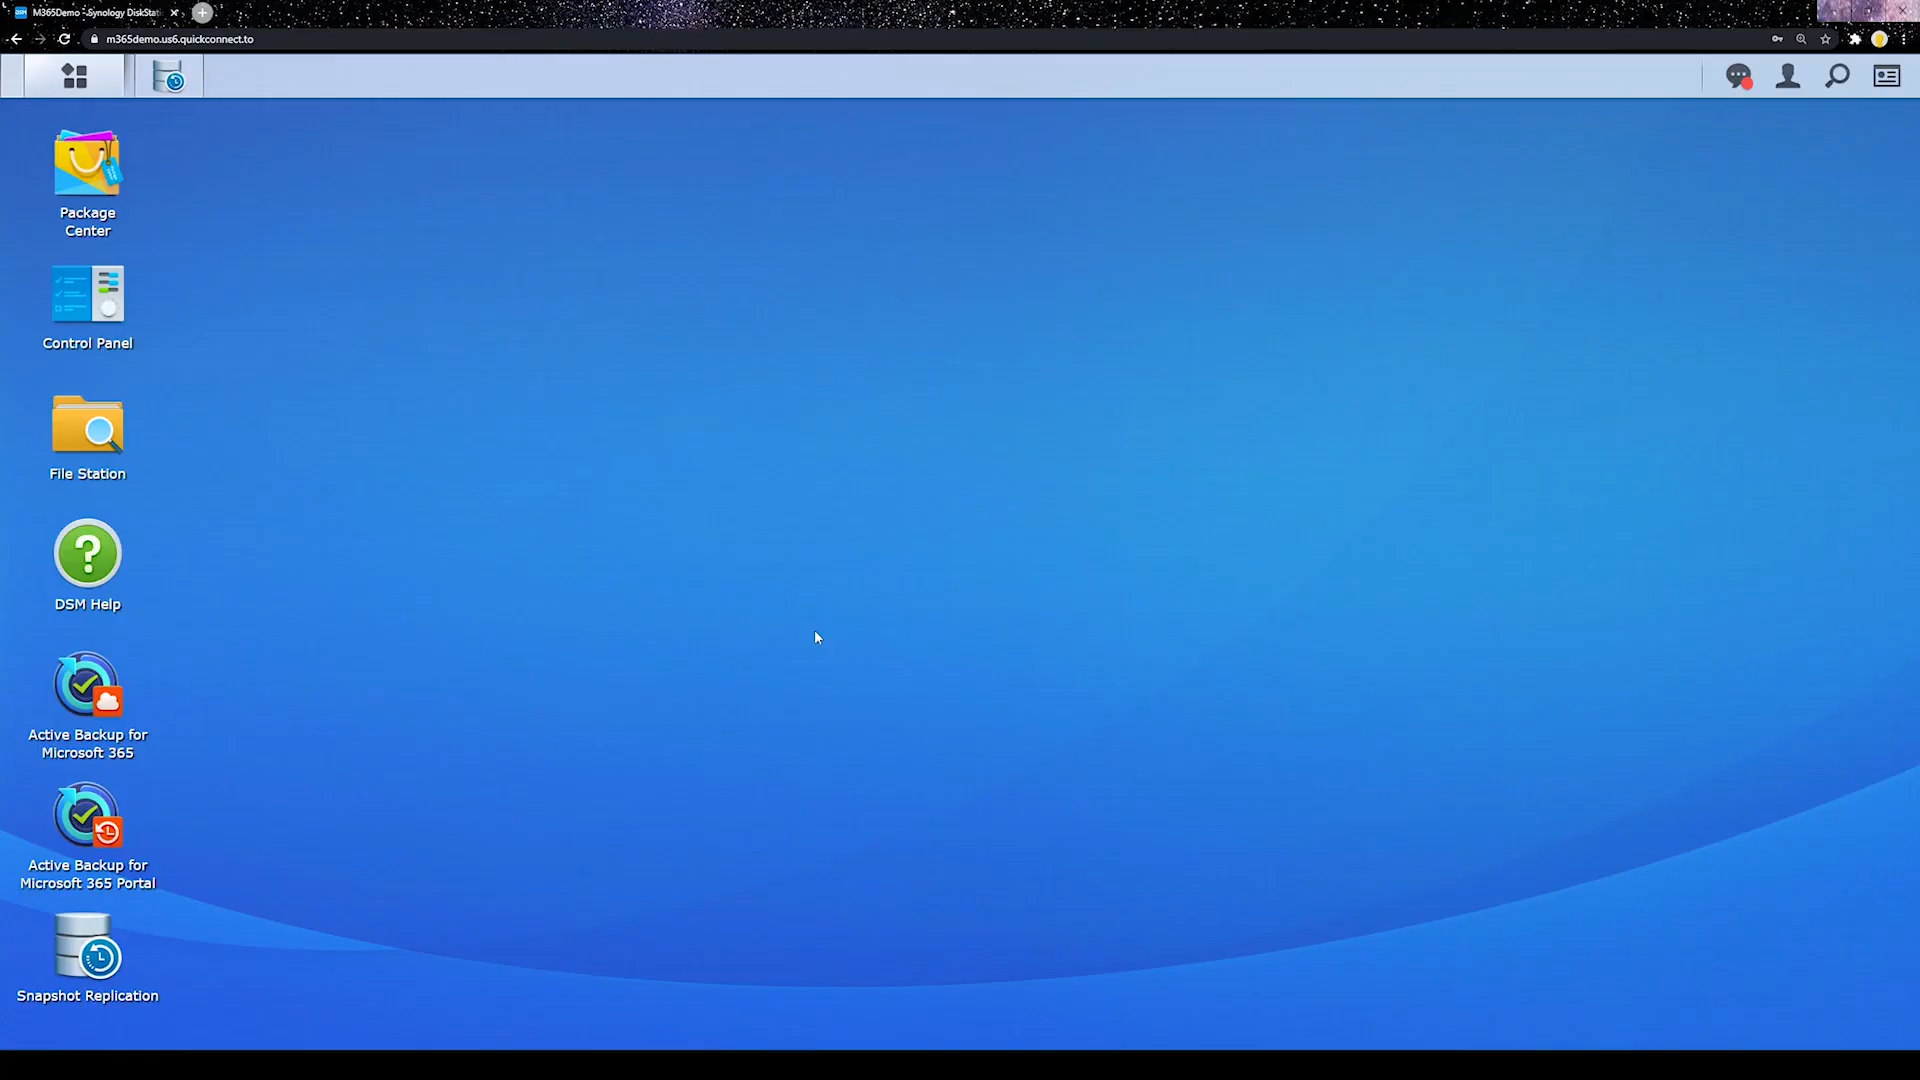 M365Demo - Synology DiskStati
m365demo.us6.quickconnect.to
Package
Center
Control Panel
File Station
DSM Help
Active Backup for
Microsoft 365
Active Backup for
Microsoft 365 Portal
Snapshot Replication